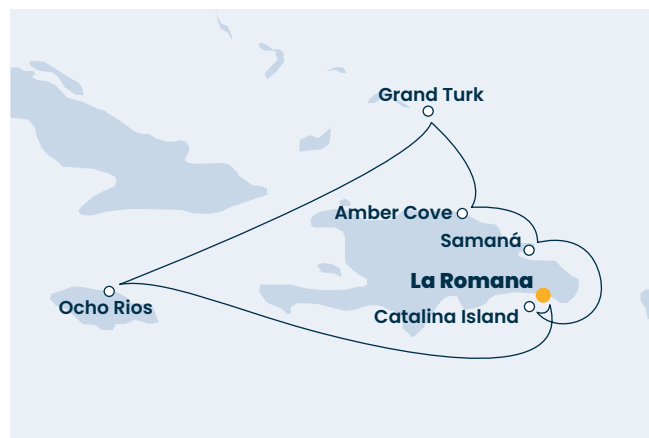 Grand Turk
Amber Cove
Samaná
La Romana
Ocho Rios
Catalina Island